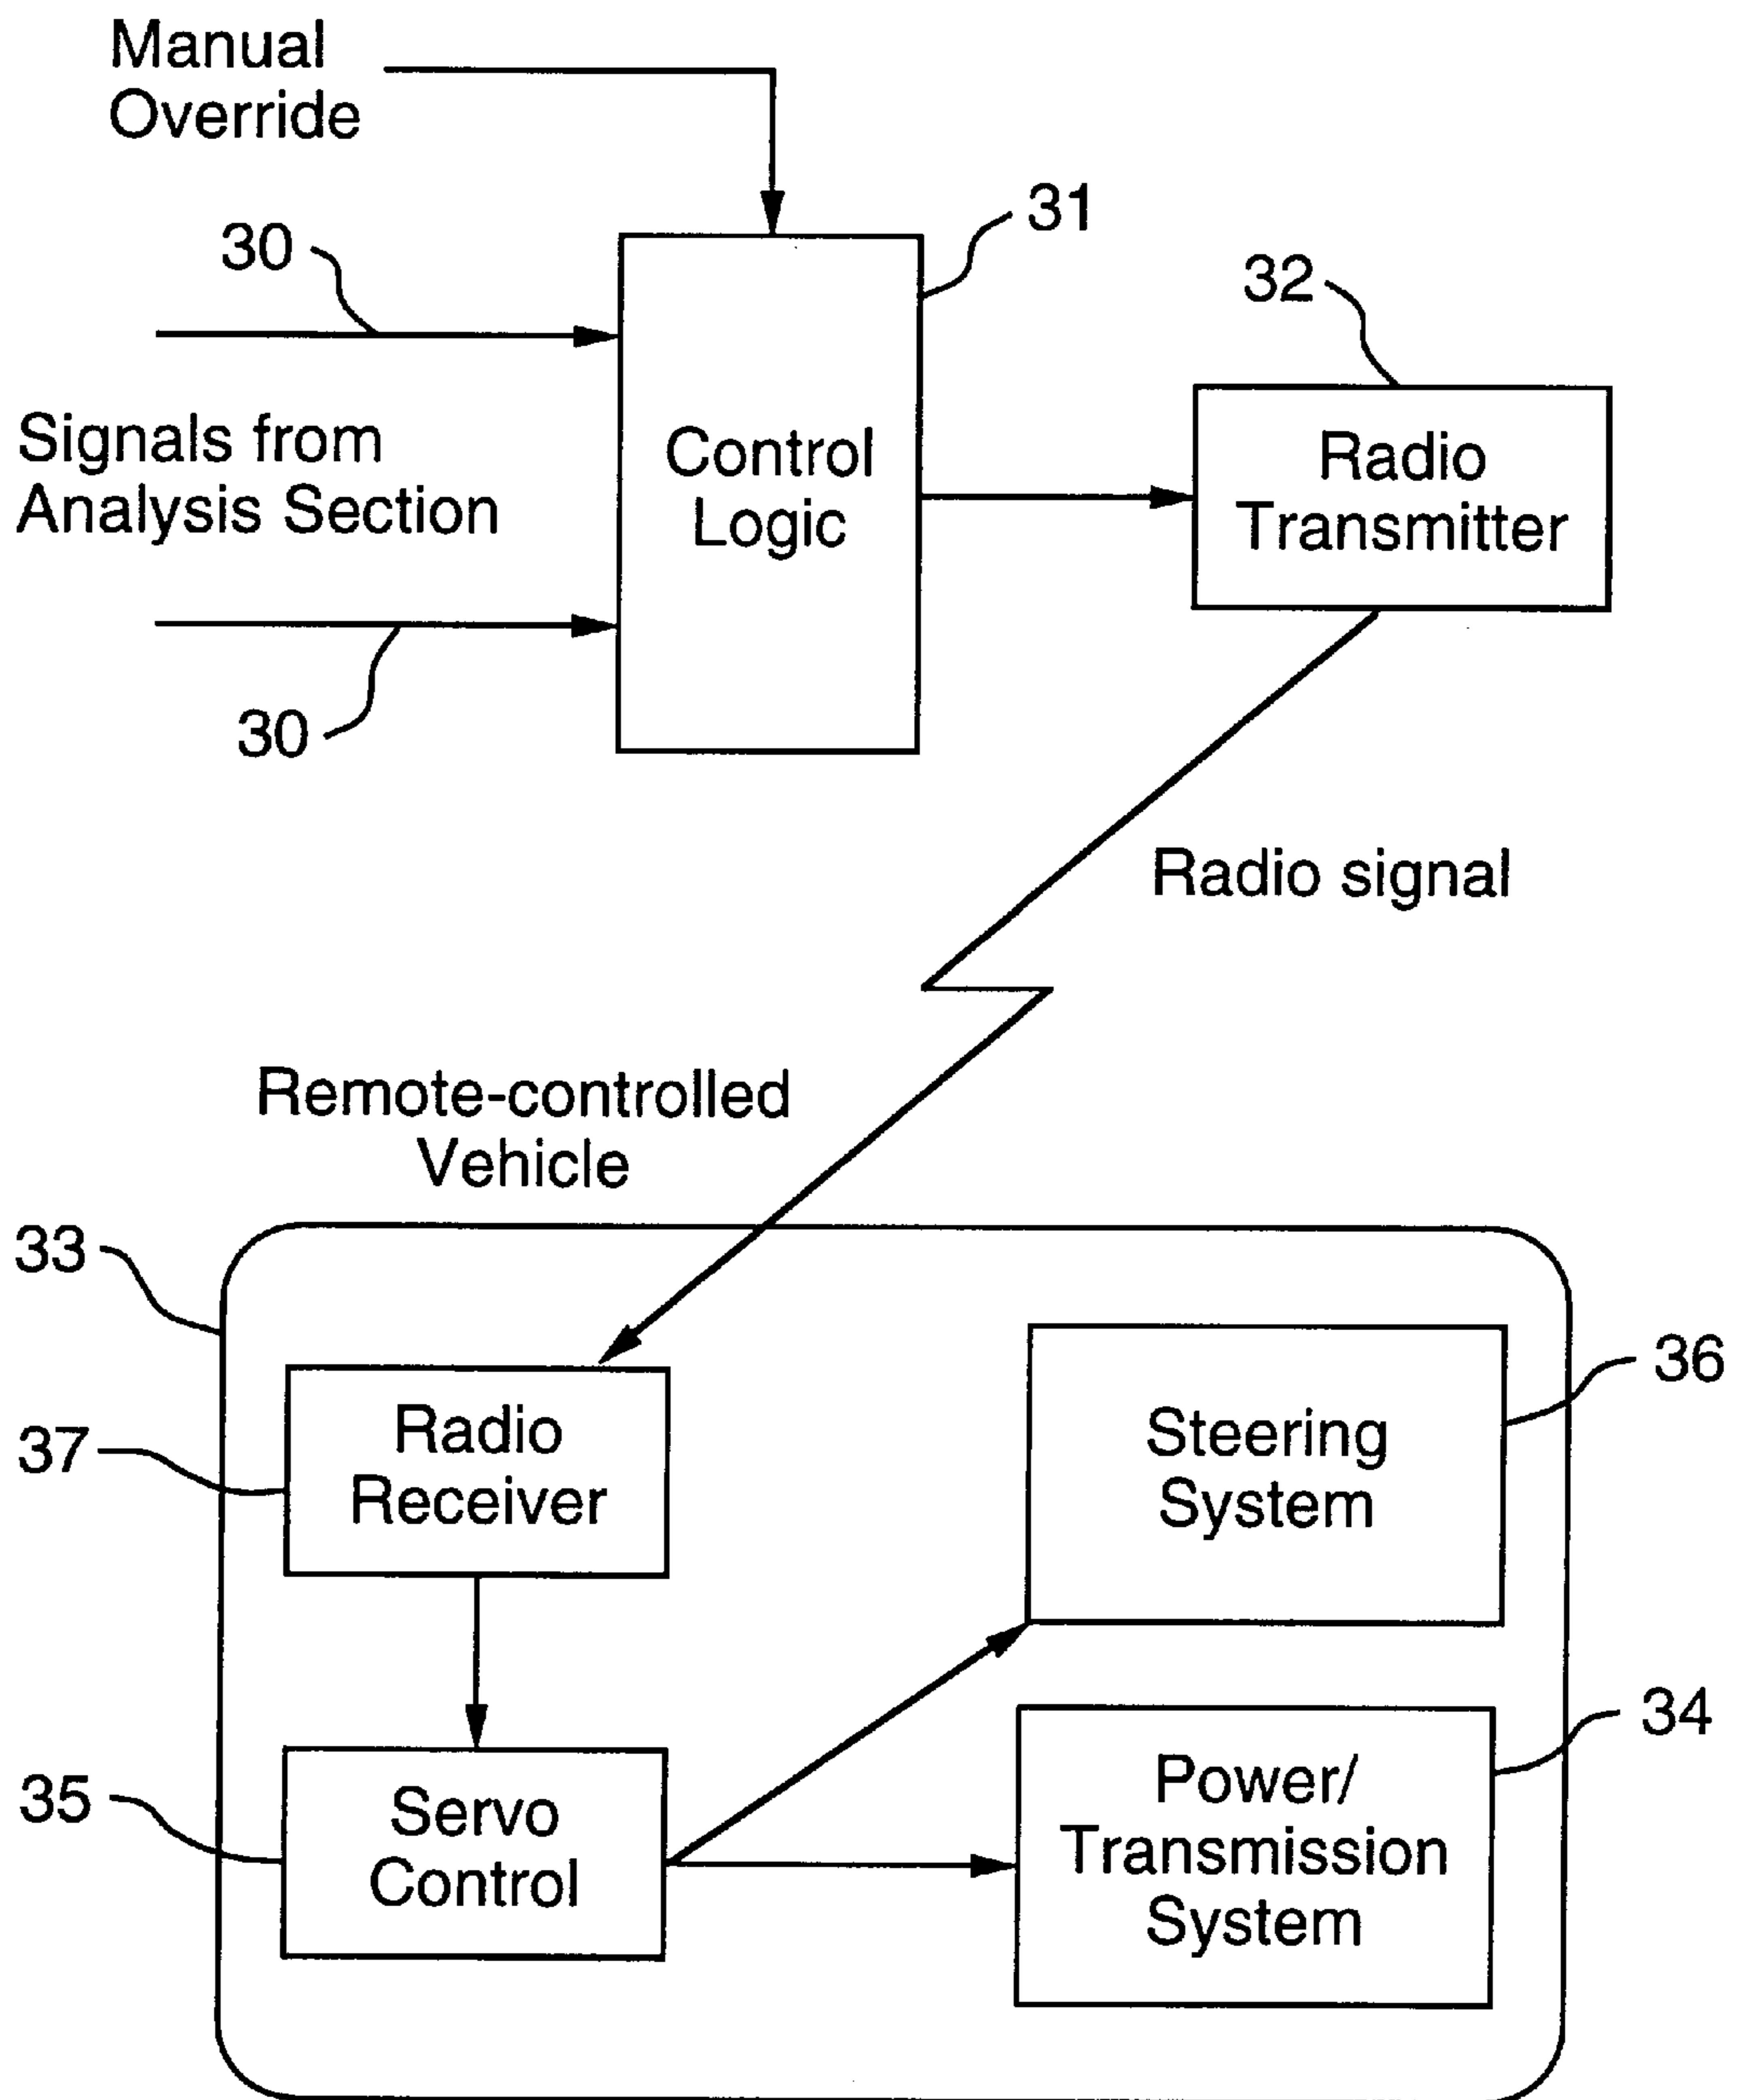 Manual
Override
30
31
32
Signals from
Analysis Section
Control
Logic
Radio
Transmitter
30
Radio signal
Remote-controlled
Vehicle
33
37
Radio
Receiver
Steering
System
36
35
Servo
Control
Power/
Transmission
System
34